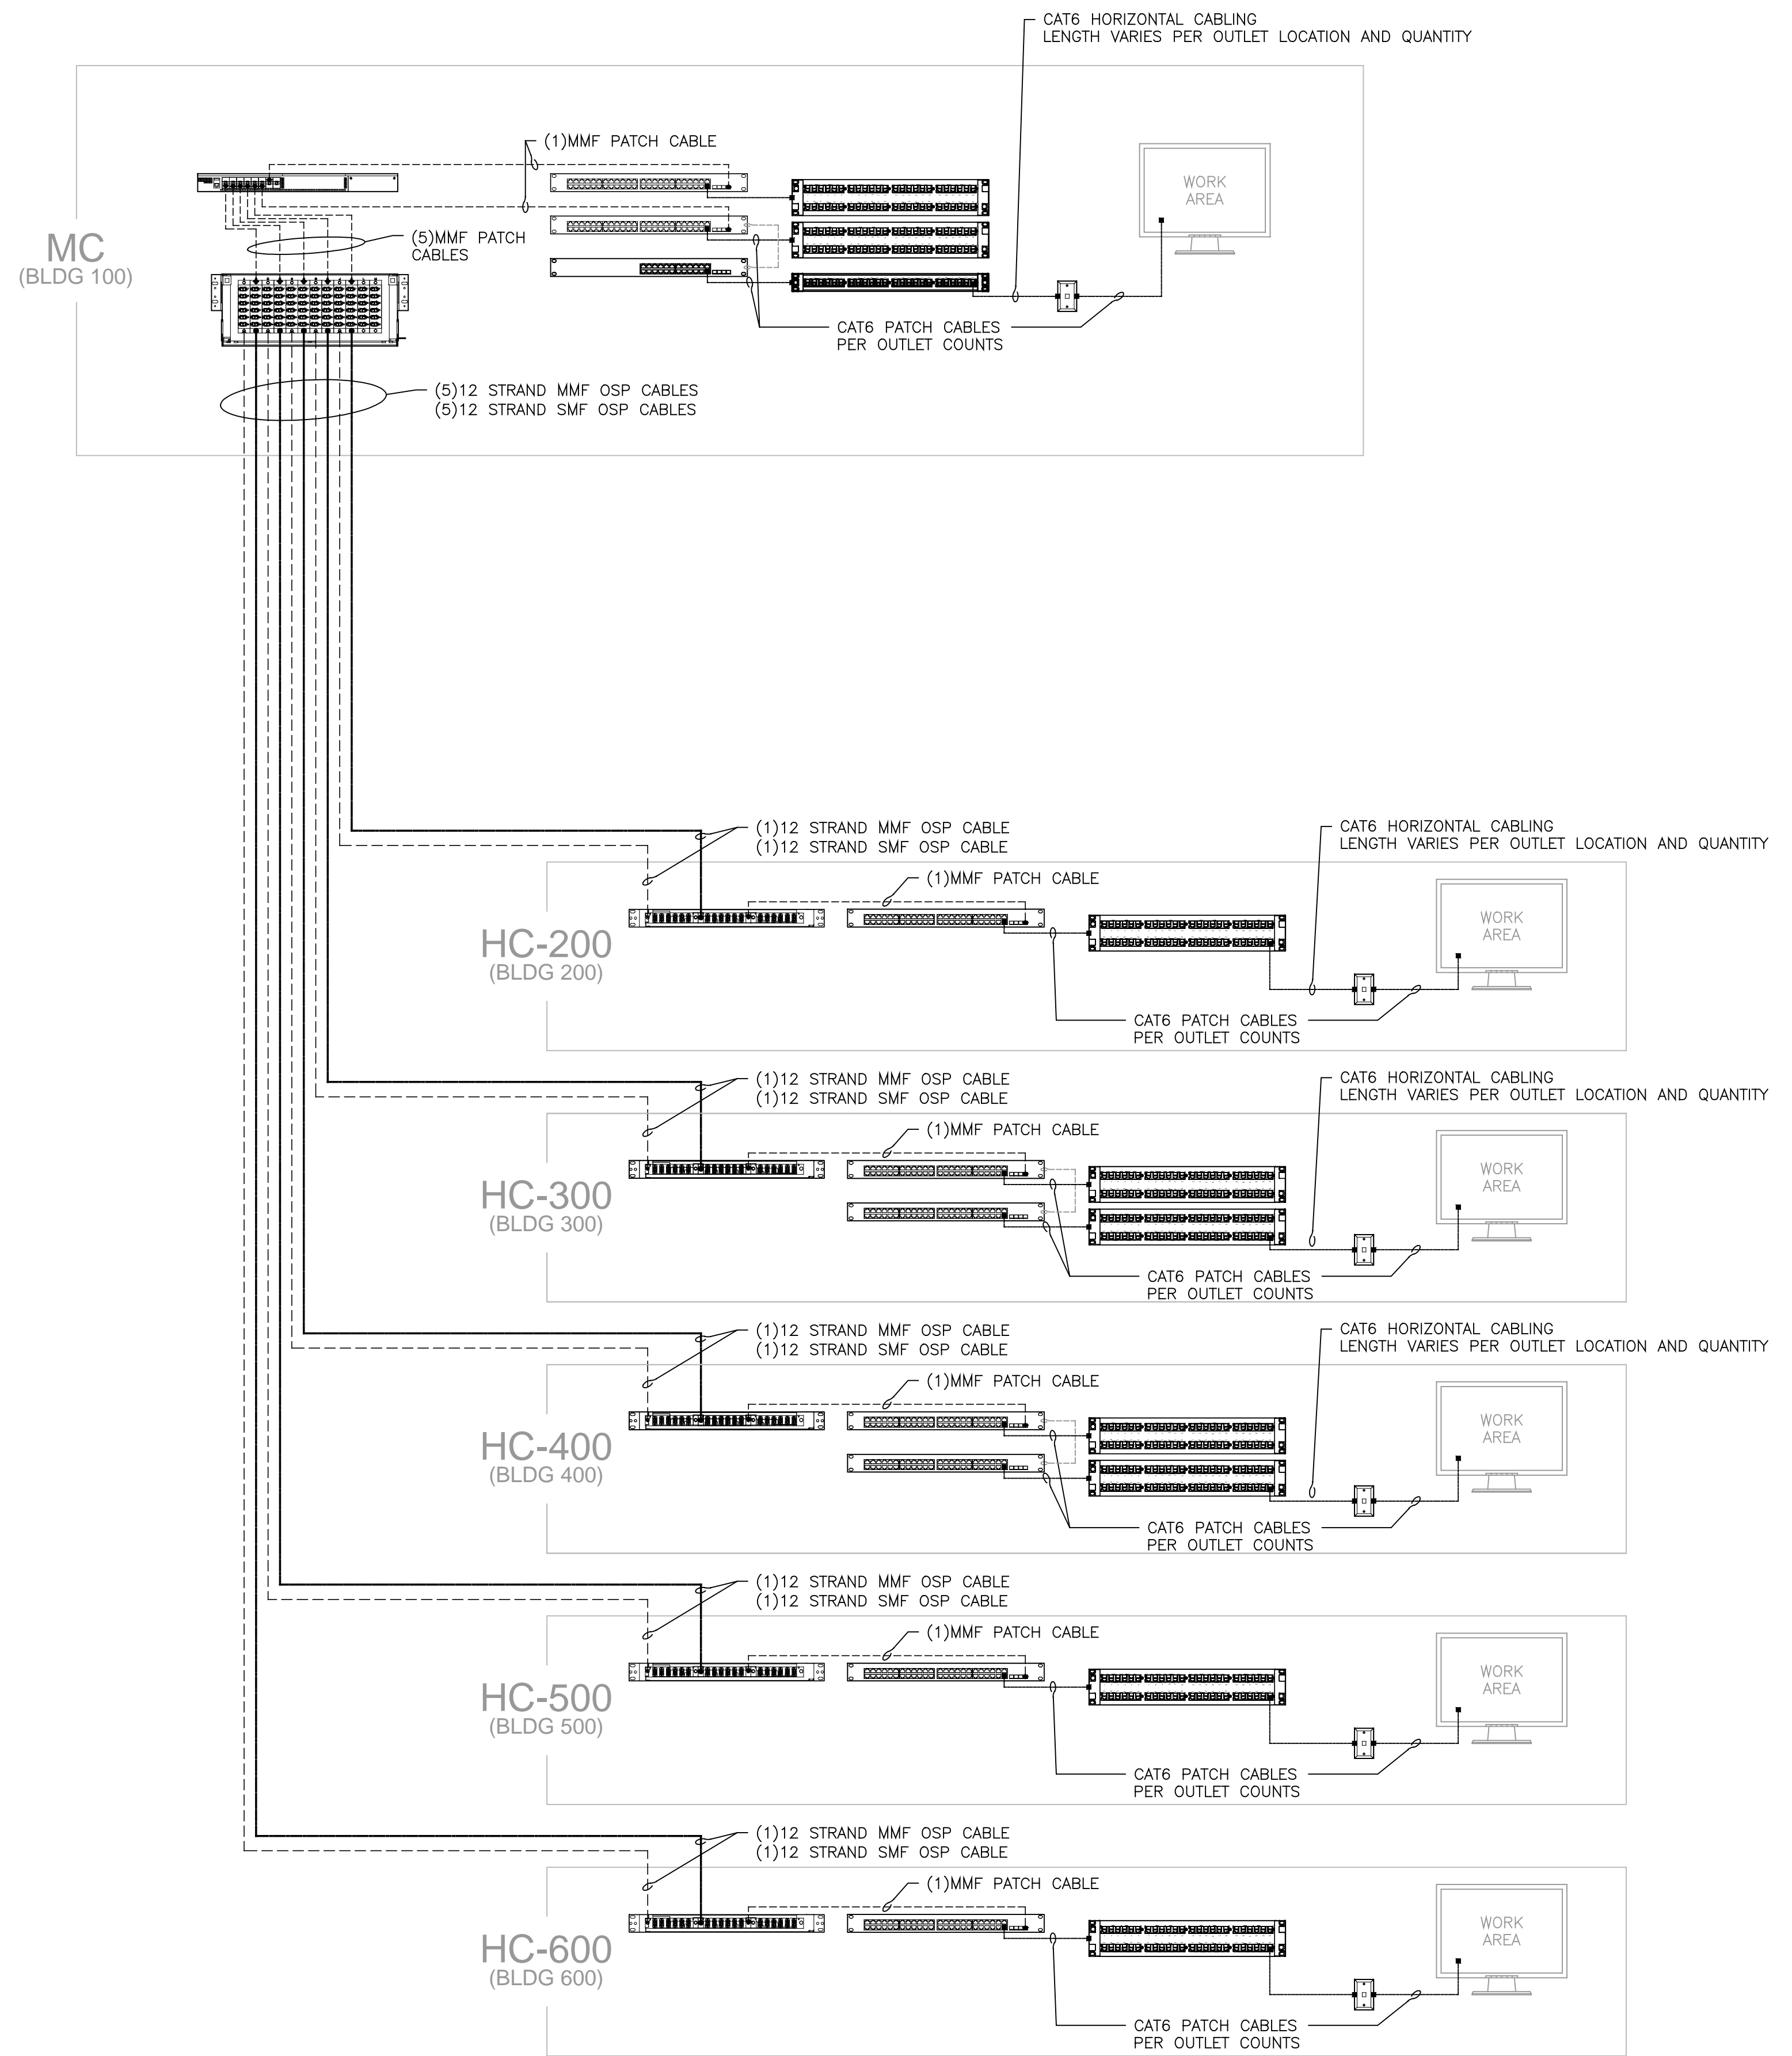 CAT6 HORIZONTAL CABLING
LENGTH VARIES PER OUTLET LOCATION AND QUANTITY
(1)MMF PATCH CABLE
WORK
AREA
MC
(BLDG 100)
(5)MMF PATCH
CABLES
CAT6 PATCH CABLES
PER OUTLET COUNTS
(5)12 STRAND MMF OSP CABLES
(5)12 STRAND SMF OSP CABLES
(1)12 STRAND MMF OSP CABLE
(1)12 STRAND SMF OSP CABLE
CAT6 HORIZONTAL CABLING
LENGTH VARIES PER OUTLET LOCATION AND QUANTITY
(1)MMF PATCH CABLE
HC-200
(BLDG 200)
WORK
AREA
CAT6 PATCH CABLES
PER OUTLET COUNTS
(1)12 STRAND MMF OSP CABLE
(1)12 STRAND SMF OSP CABLE
CAT6 HORIZONTAL CABLING
LENGTH VARIES PER OUTLET LOCATION AND QUANTITY
(1)MMF PATCH CABLE
HC-300
(BLDG 300)
WORK
AREA
CAT6 PATCH CABLES
PER OUTLET COUNTS
(1)12 STRAND MMF OSP CABLE
(1)12 STRAND SMF OSP CABLE
CAT6 HORIZONTAL CABLING
LENGTH VARIES PER OUTLET LOCATION AND QUANTITY
(1)MMF PATCH CABLE
HC-400
(BLDG 400)
WORK
AREA
CAT6 PATCH CABLES
PER OUTLET COUNTS
(1)12 STRAND MMF OSP CABLE
(1)12 STRAND SMF OSP CABLE
(1)MMF PATCH CABLE
HC-500
(BLDG 500)
WORK
AREA
CAT6 PATCH CABLES
PER OUTLET COUNTS
(1)12 STRAND MMF OSP CABLE
(1)12 STRAND SMF OSP CABLE
(1)MMF PATCH CABLE
HC-600
(BLDG 600)
WORK
AREA
CAT6 PATCH CABLES
PER OUTLET COUNTS